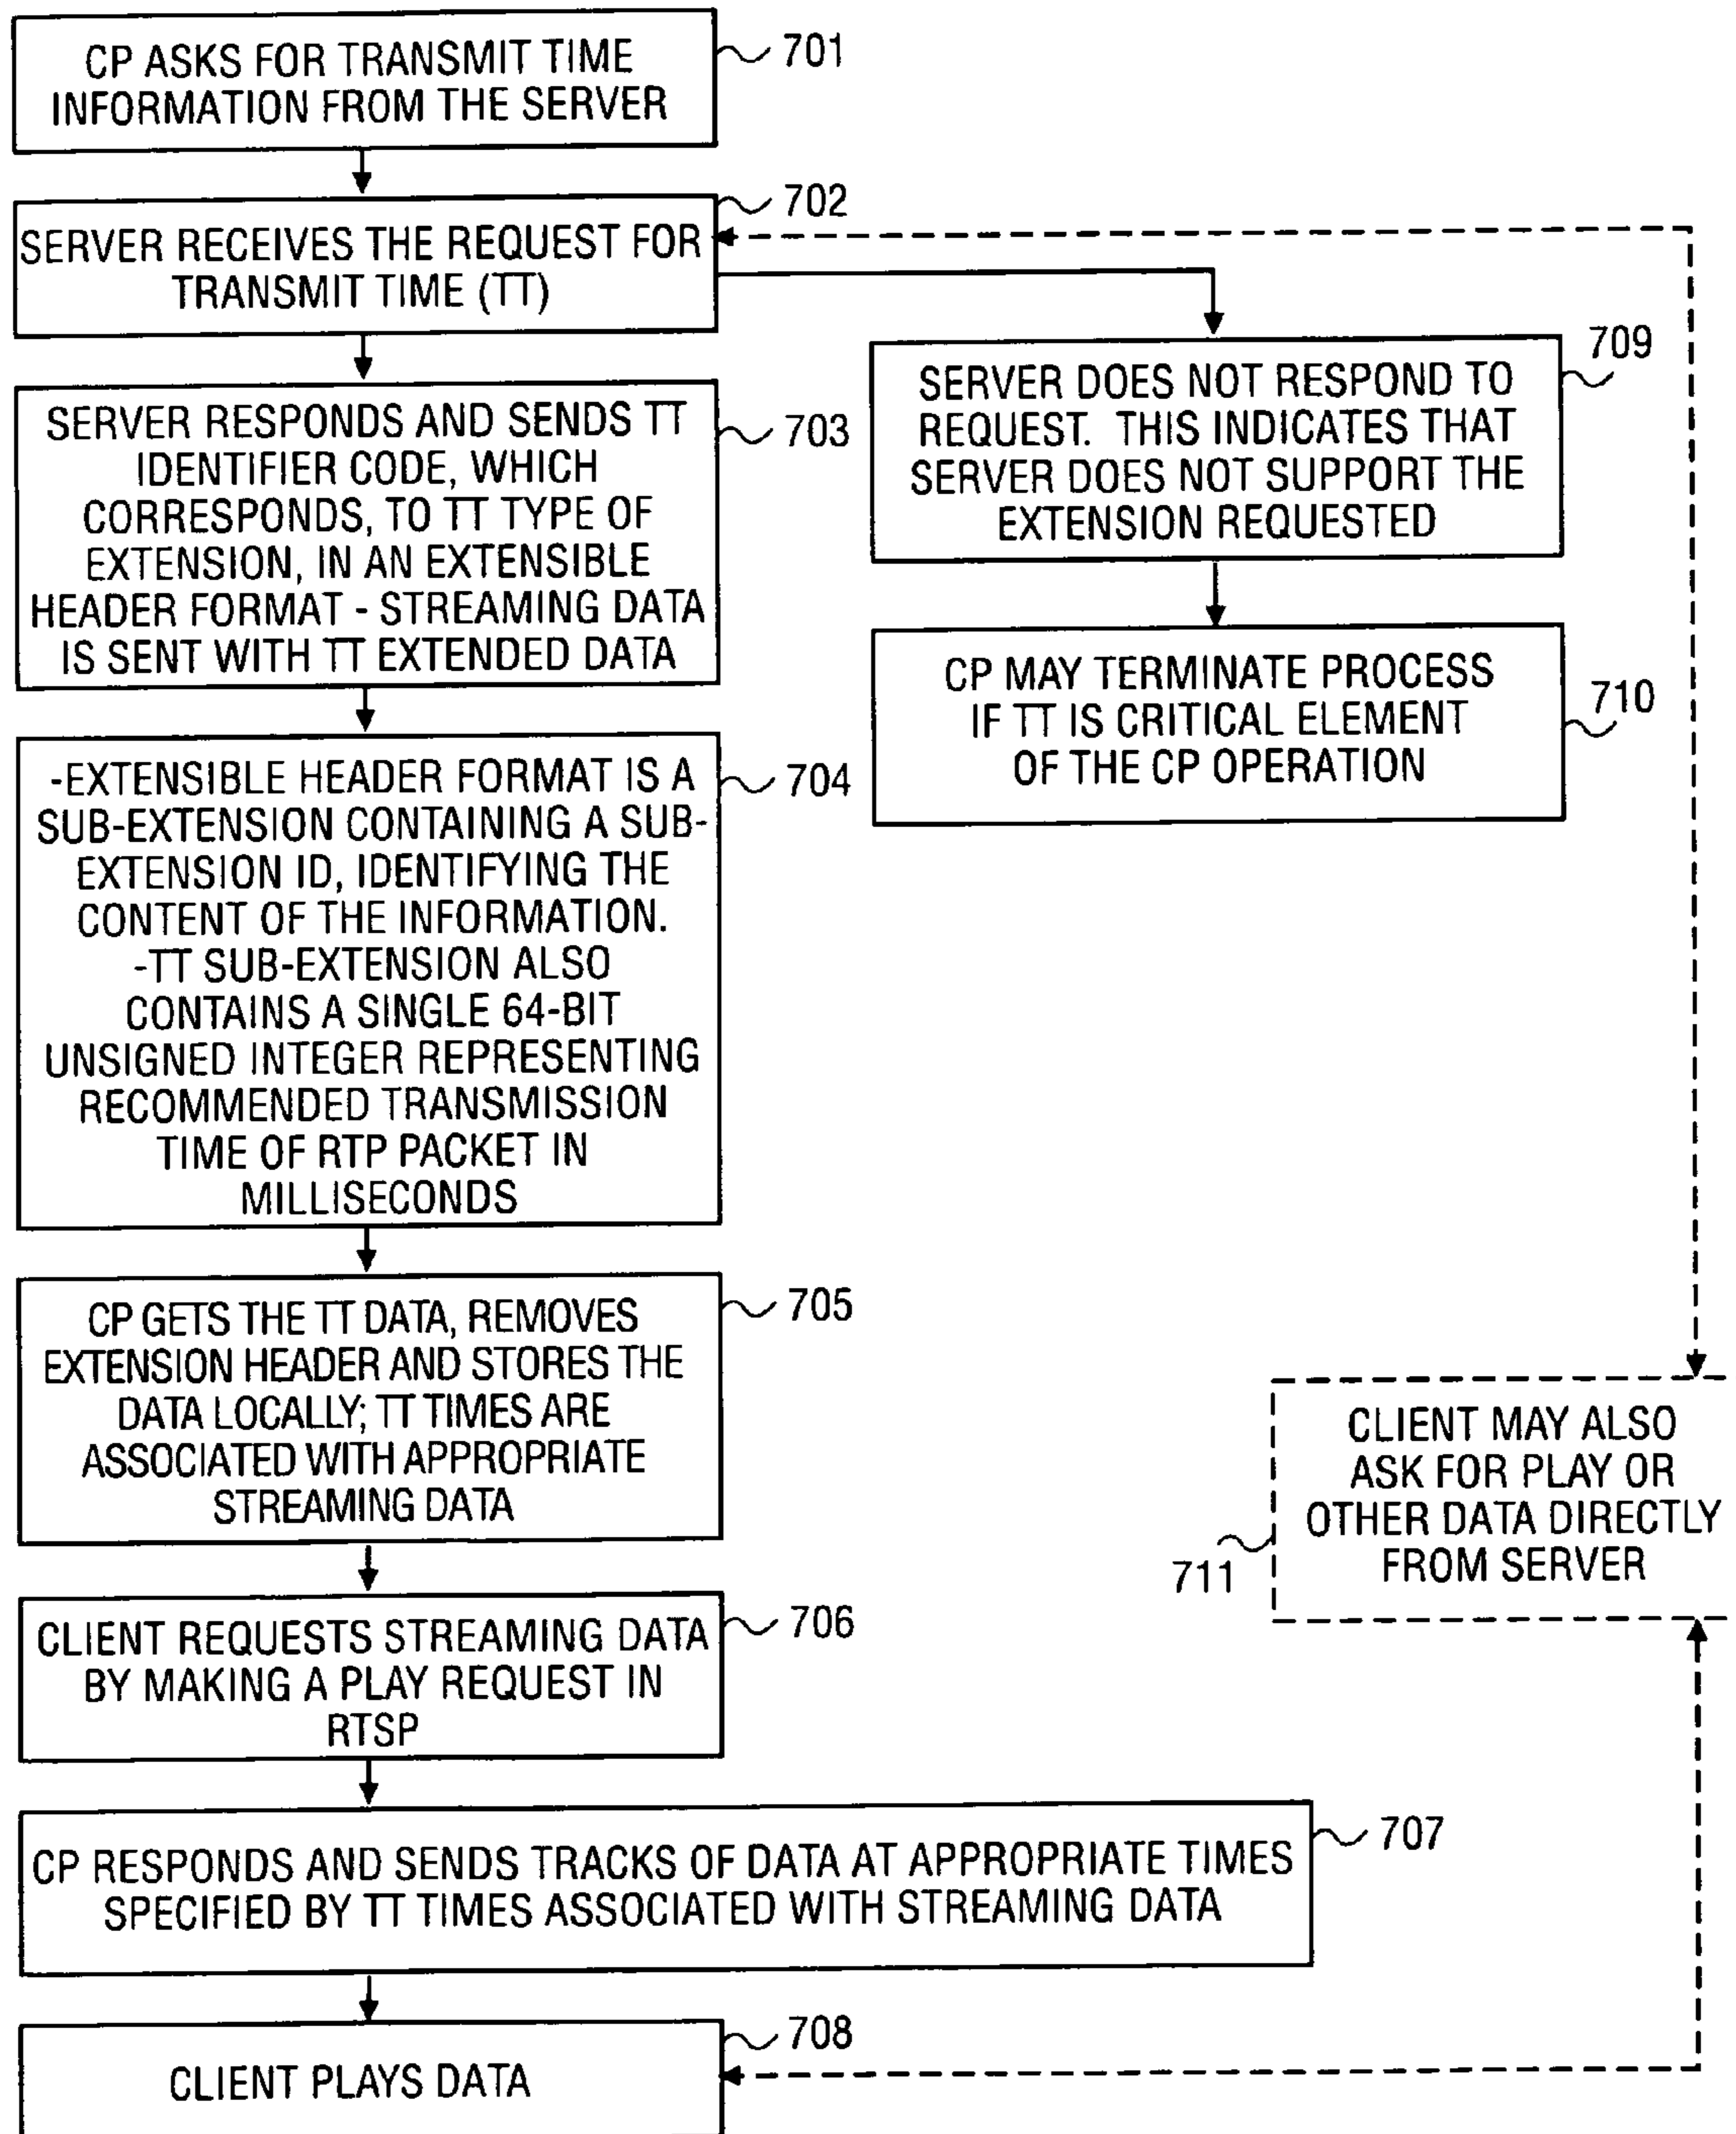 CP ASKS FOR TRANSMIT TIME
INFORMATION FROM THE SERVER
701
SERVER RECEIVES THE REQUEST FOR
TRANSMIT TIME (TT)
702
SERVER RESPONDS AND SENDS TT
IDENTIFIER CODE, WHICH
CORRESPONDS, TO TT TYPE OF
EXTENSION, IN AN EXTENSIBLE
HEADER FORMAT - STREAMING DATA
IS SENT WITH TT EXTENDED DATA
703
SERVER DOES NOT RESPOND TO
REQUEST. THIS INDICATES THAT
SERVER DOES NOT SUPPORT THE
EXTENSION REQUESTED
709
CP MAY TERMINATE PROCESS
IF TT IS CRITICAL ELEMENT
OF THE CP OPERATION
710
-EXTENSIBLE HEADER FORMAT IS A
SUB-EXTENSION CONTAINING A SUB-
EXTENSION ID, IDENTIFYING THE
CONTENT OF THE INFORMATION.
-TT SUB-EXTENSION ALSO
CONTAINS A SINGLE 64-BIT
UNSIGNED INTEGER REPRESENTING
RECOMMENDED TRANSMISSION
TIME OF RTP PACKET IN
MILLISECONDS
704
CP GETS THE TT DATA, REMOVES
EXTENSION HEADER AND STORES THE
DATA LOCALLY; TT TIMES ARE
ASSOCIATED WITH APPROPRIATE
STREAMING DATA
705
CLIENT MAY ALSO
ASK FOR PLAY OR
OTHER DATA DIRECTLY
FROM SERVER
711
CLIENT REQUESTS STREAMING DATA
BY MAKING A PLAY REQUEST IN
RTSP
706
CP RESPONDS AND SENDS TRACKS OF DATA AT APPROPRIATE TIMES
SPECIFIED BY TT TIMES ASSOCIATED WITH STREAMING DATA
707
CLIENT PLAYS DATA
708